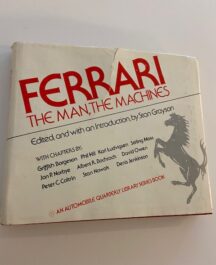 FERRARI
THE MAN, THE MACHINES
Edited, and with an Introduction, by Stan Grayson
WITH CHAPTERS BY:
Griffith Borgeson Phil Hill Karl Ludvigsen Stirling Moss
Jan P. Norbye Albert R. Bochroch David Owen
Peter C. Coltrin Stan Nowak Denis Jenkinson
AN AUTOMOBILE QUARTERLY LIBRARY SERIES BOOK